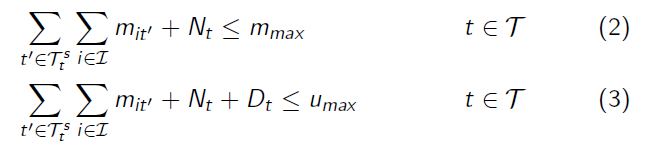 ∑_{t′∈𝒯_t^s} ∑_{i∈ℐ} m_{it′} + N_t ≤ m_{max} t ∈ 𝒯 (2)
∑_{t′∈𝒯_t^s} ∑_{i∈ℐ} m_{it′} + N_t + D_t ≤ u_{max} t ∈ 𝒯 (3)